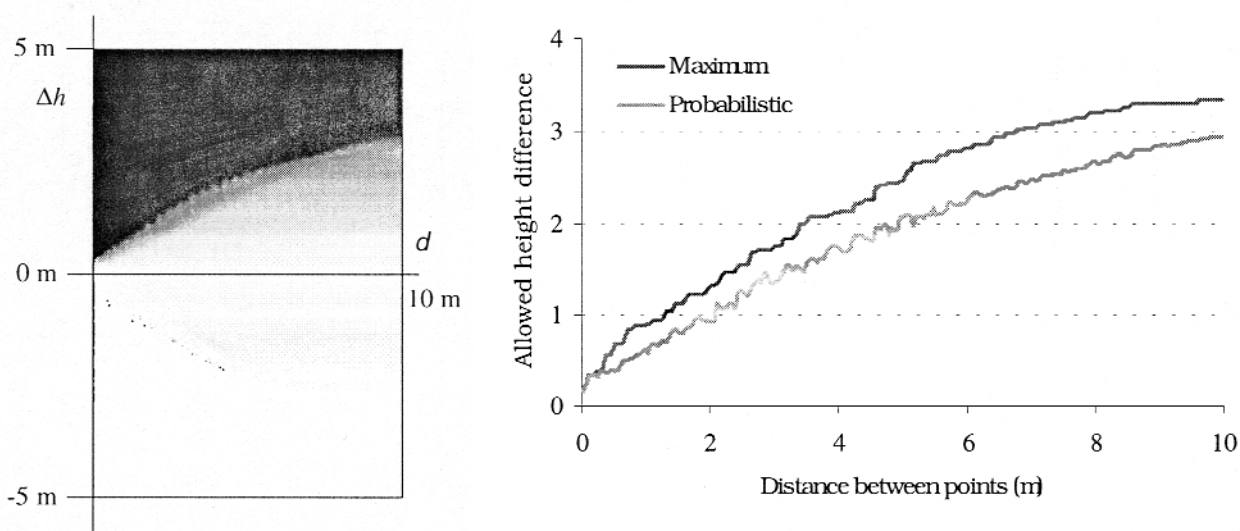 5 m
Δh
0 m
d
10 m
-5 m
4
3
2
1
0
Allowed height difference
Maximum
Probabilistic
0 2 4 6 8 10
Distance between points (m)